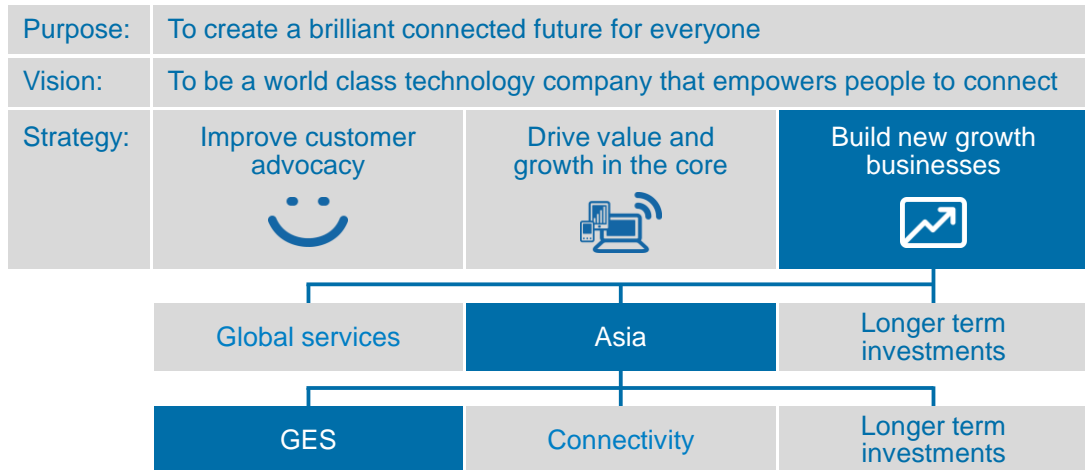 Purpose: To create a brilliant connected future for everyone
Vision: To be a world class technology company that empowers people to connect
Strategy:
Improve customer
advocacy
Drive value and
growth in the core
Build new growth
businesses
Global services
Asia
Longer term
investments
GES
Connectivity
Longer term
investments